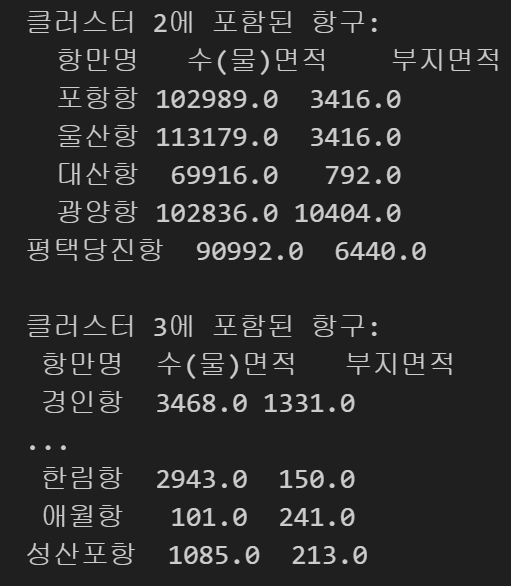 클러스터 2에 포함된 항구:
항만명 수(물)면적 부지면적
포항항 102989.0 3416.0
울산항 113179.0 3416.0
대산항 69916.0 792.0
광양항 102836.0 10404.0
평택당진항 90992.0 6440.0
클러스터 3에 포함된 항구:
항만명 수(물)면적 부지면적
경인항 3468.0 1331.0
...
한림항 2943.0 150.0
애월항 101.0 241.0
성산포항 1085.0 213.0